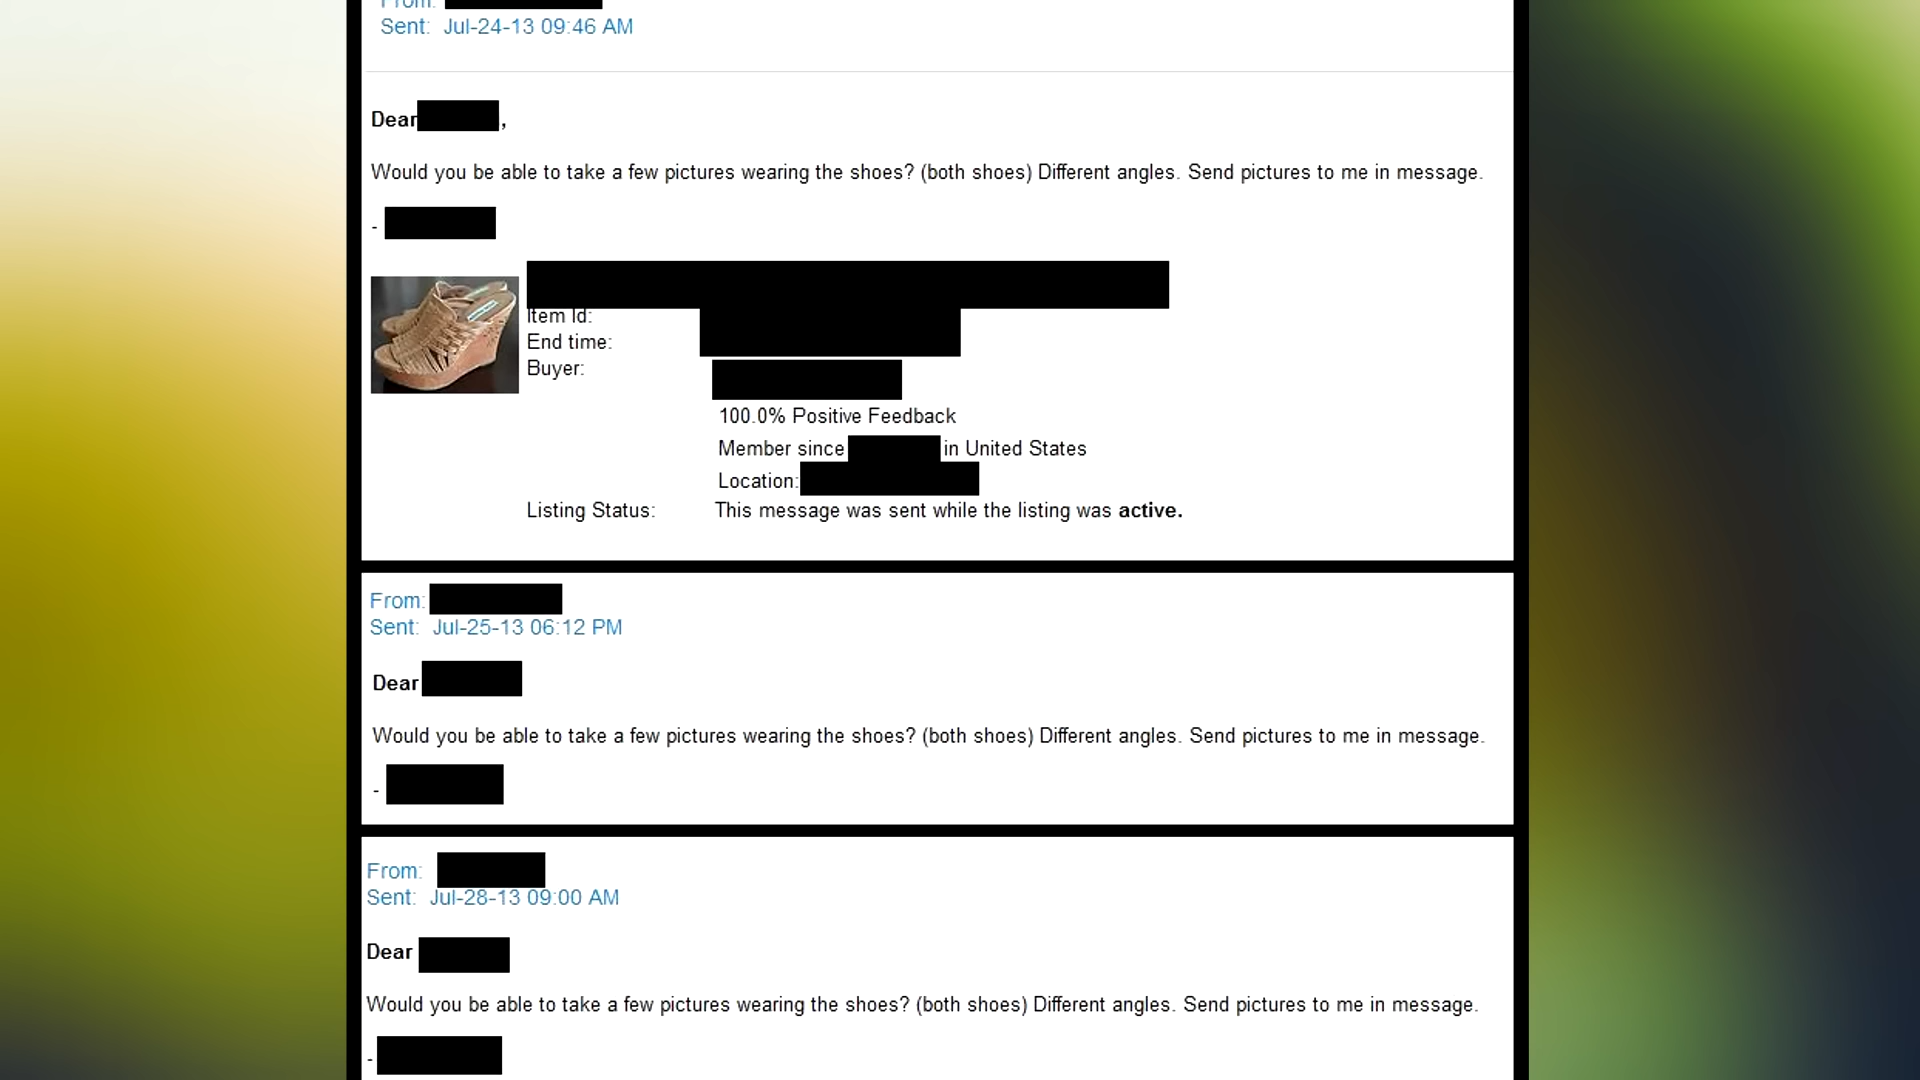 From:
Sent: Jul-24-13 09:46 AM
Dear ,
Would you be able to take a few pictures wearing the shoes? (both shoes) Different angles. Send pictures to me in message.
-
Item Id:
End time:
Buyer:
100.0% Positive Feedback
Member since in United States
Location:
Listing Status: This message was sent while the listing was active.
From:
Sent: Jul-25-13 06:12 PM
Dear
Would you be able to take a few pictures wearing the shoes? (both shoes) Different angles. Send pictures to me in message.
-
From:
Sent: Jul-28-13 09:00 AM
Dear
Would you be able to take a few pictures wearing the shoes? (both shoes) Different angles. Send pictures to me in message.
-